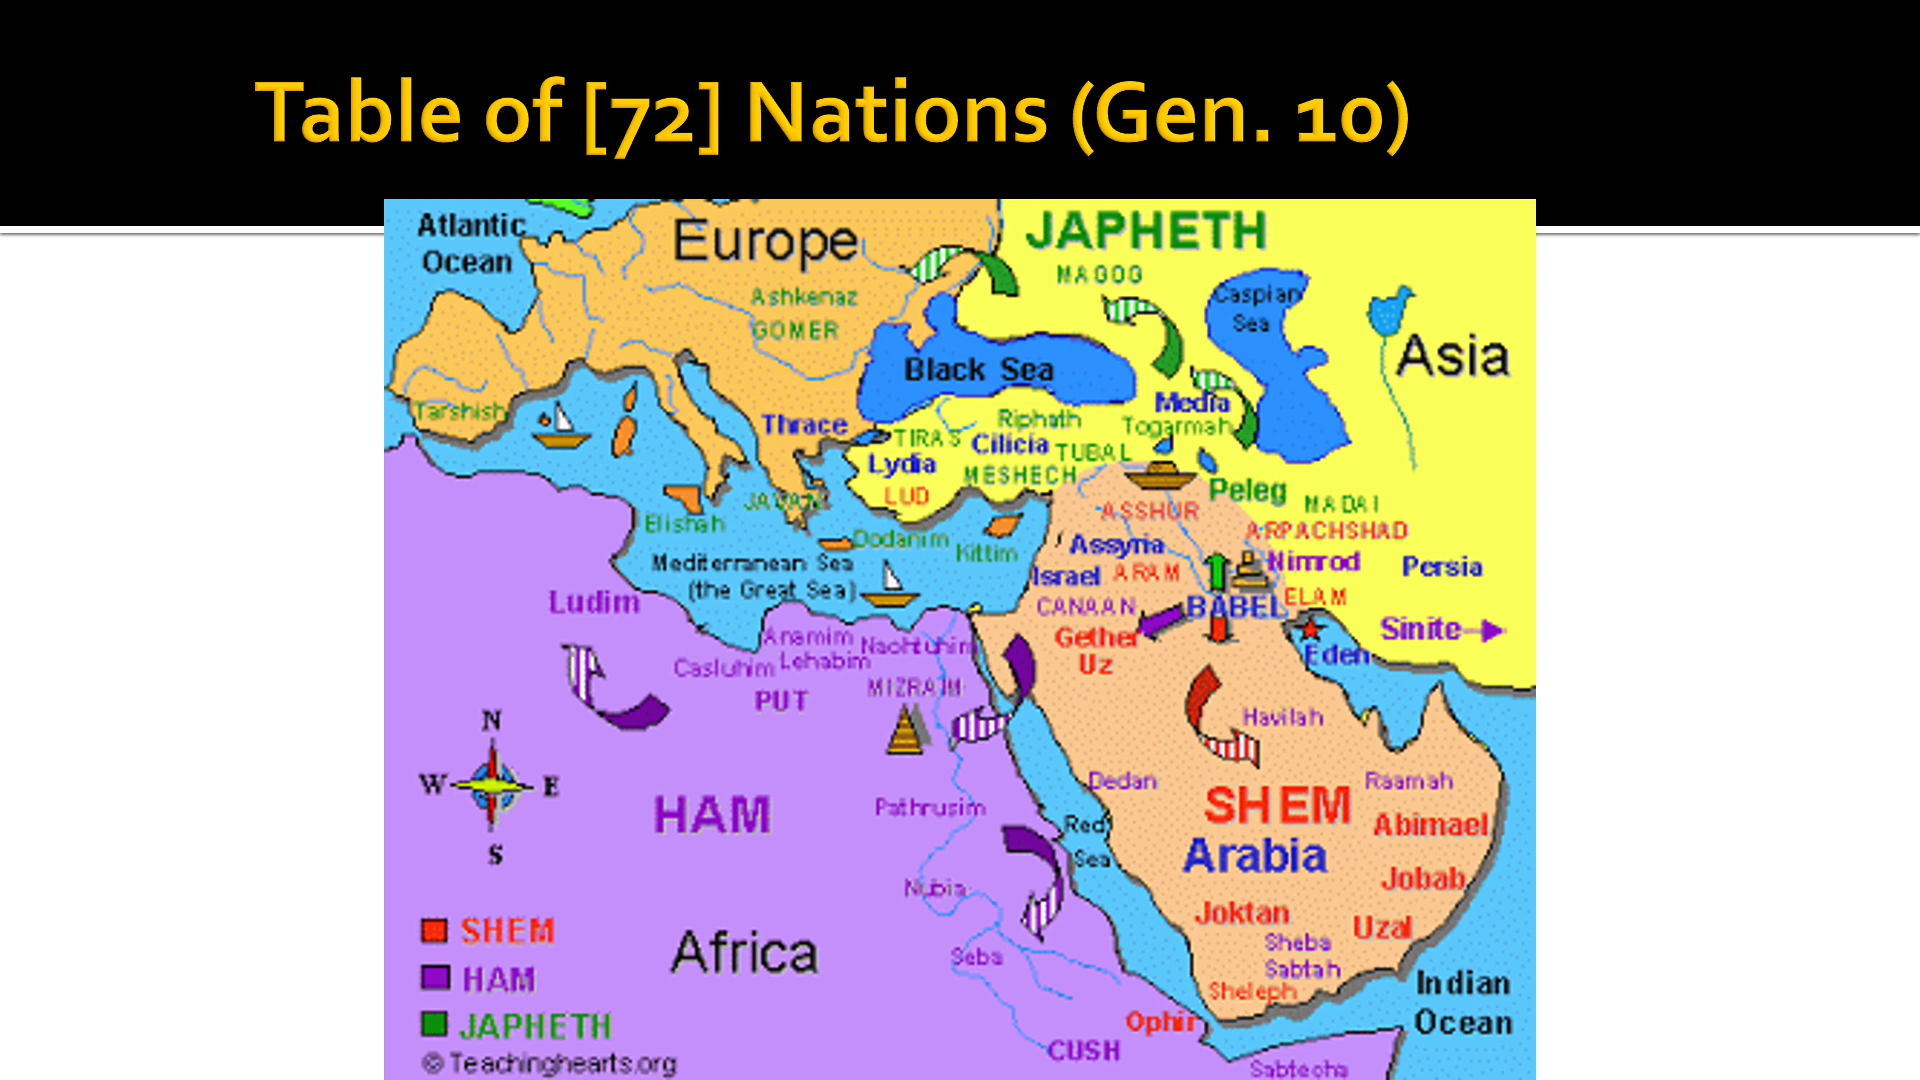 Table of [72] Nations (Gen. 10)
Atlantic
Ocean
Europe
JAPHETH
MAGOG
Ashkenaz
GOMER
Caspian
Sea
Asia
Black Sea
Tarshish
Thrace
TIRAS
Riphath
Cilicia
Media
Togarmah
TUBAL
Lydia
MESHECH
LUD
JAVAN
Elishah
Dodanim
Kittim
Mediterranean Sea
(the Great Sea)
ASSHUR
Peleg
MADAI
ARPACHSHAD
Assyria
Nimrod
Persia
Israel
ARAM
ELAM
CANAAN
BABEL
Sinite
Gether
Uz
Eden
Ludim
Anamim
Naohtuhim
Casluhim
Lehabim
PUT
MIZRAIM
Havilah
N
W
E
S
HAM
Pathrusim
Dedan
Raamah
SHEM
Abimael
Red
Sea
Arabia
Jobab
Nubia
Joktan
Uzal
Sheba
Sabtah
Sheleph
Africa
Seba
Indian
Ocean
Ophir
CUSH
Sabtecha
SHEM
HAM
JAPHETH
© Teachinghearts.org